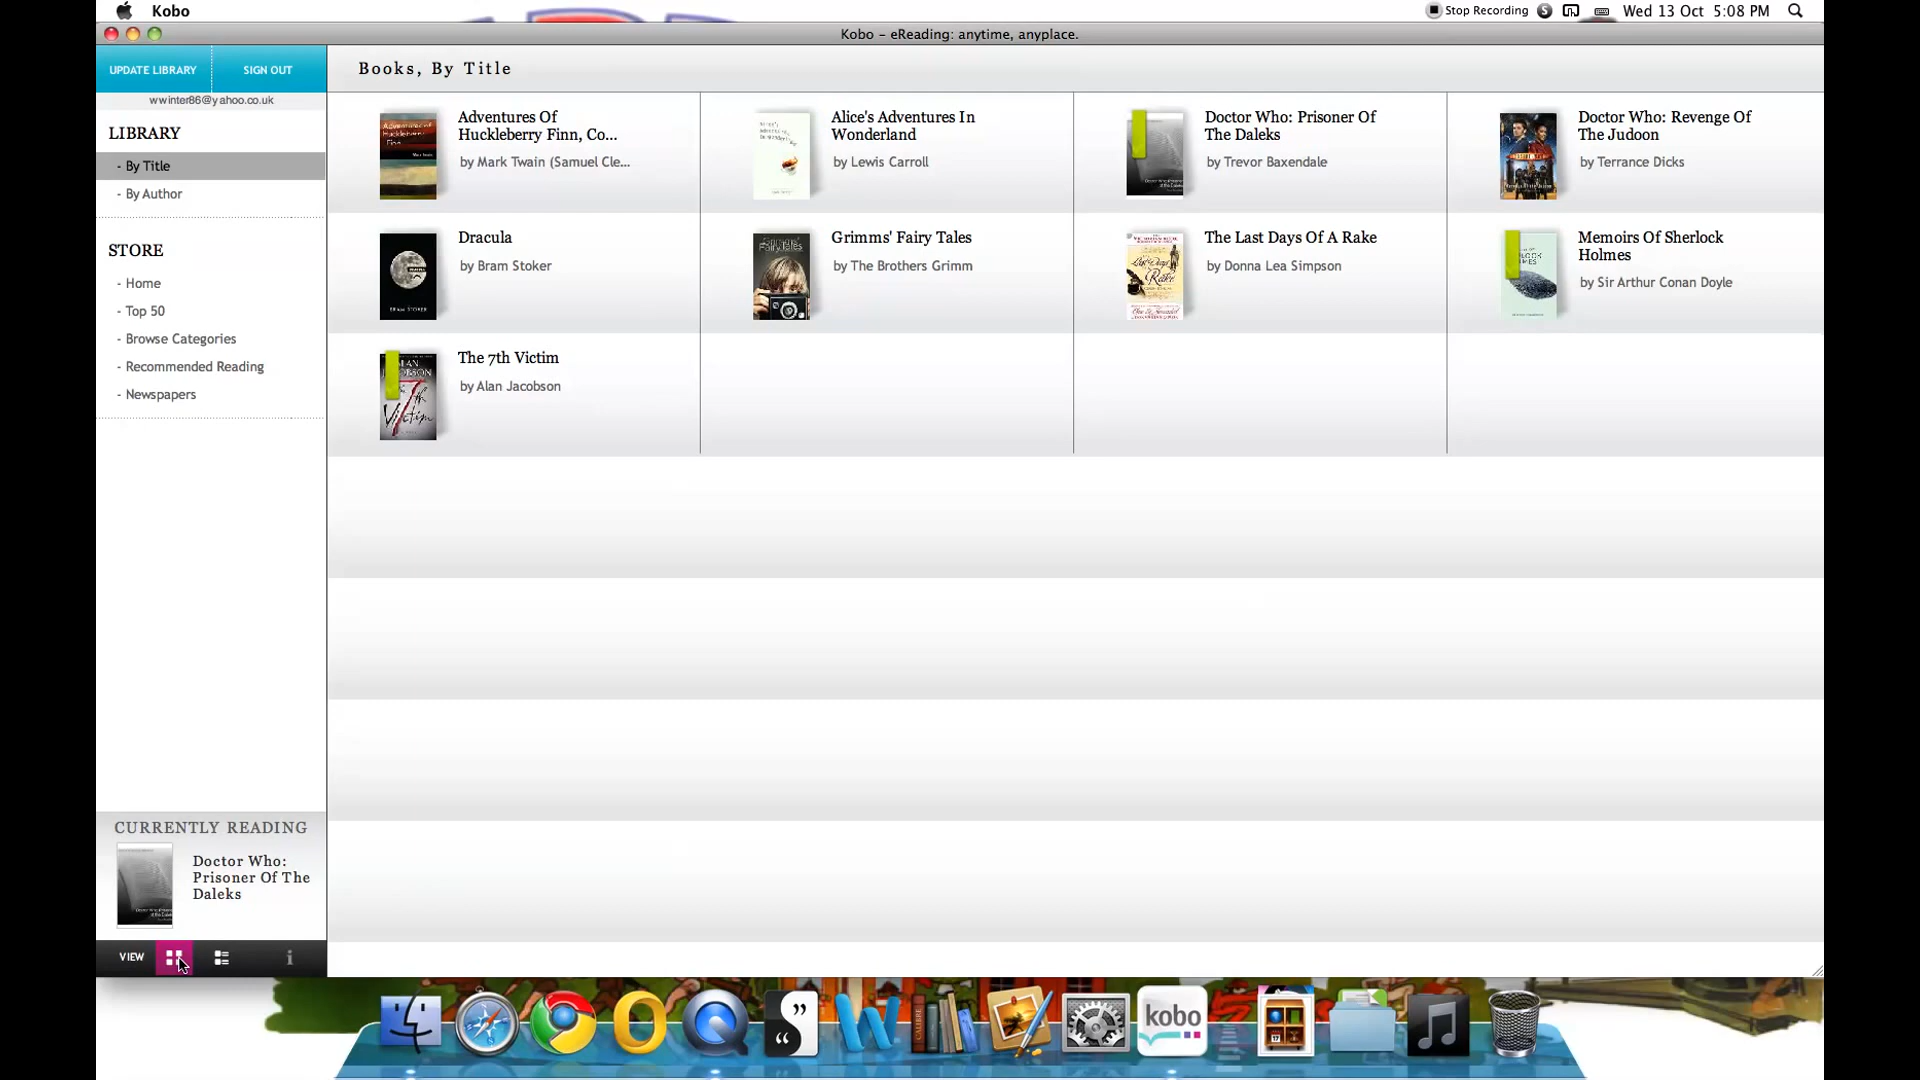 Kobo
Stop Recording
Wed 13 Oct 5:08 PM
Kobo – eReading: anytime, anyplace.
UPDATE LIBRARY
SIGN OUT
wwinter86@yahoo.co.uk
LIBRARY
- By Title
- By Author
STORE
- Home
- Top 50
- Browse Categories
- Recommended Reading
- Newspapers
Books, By Title
Adventures Of
Huckleberry Finn, Co...
by Mark Twain (Samuel Cle...
Alice's Adventures In
Wonderland
by Lewis Carroll
Doctor Who: Prisoner Of
The Daleks
by Trevor Baxendale
Doctor Who: Revenge Of
The Judoon
by Terrance Dicks
Dracula
by Bram Stoker
BRAM STOKER
Grimms' Fairy Tales
by The Brothers Grimm
The Last Days Of A Rake
by Donna Lea Simpson
Memoirs Of Sherlock
Holmes
by Sir Arthur Conan Doyle
The 7th Victim
by Alan Jacobson
CURRENTLY READING
Doctor Who:
Prisoner Of The
Daleks
VIEW
kobo